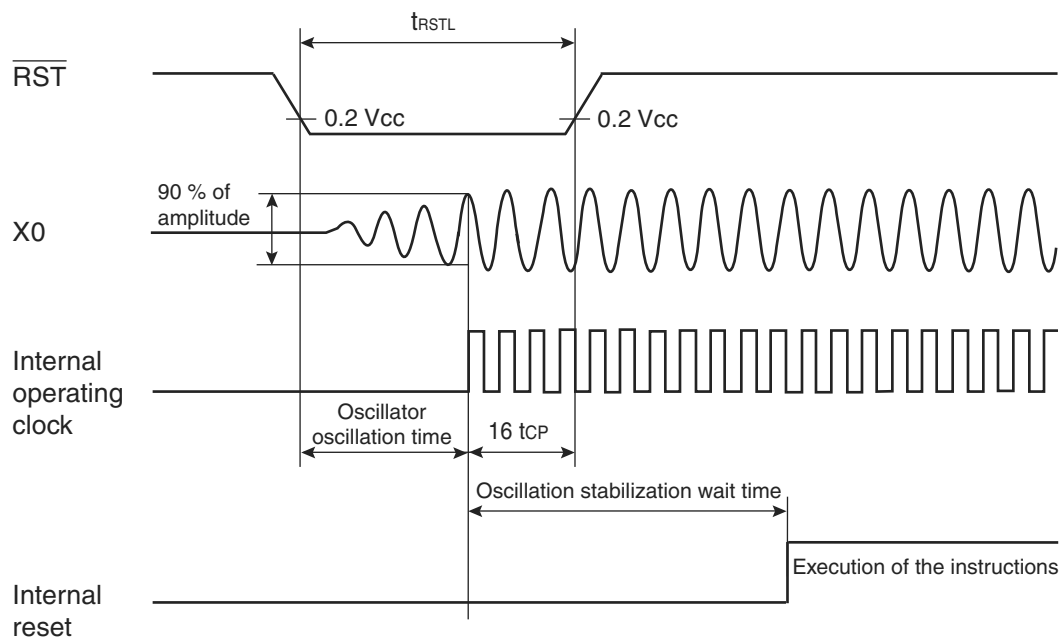 tRSTL
RST
0.2 Vcc
0.2 Vcc
90 % of
amplitude
X0
Internal
operating
clock
Oscillator
oscillation time
16 tCP
Oscillation stabilization wait time
Execution of the instructions
Internal
reset